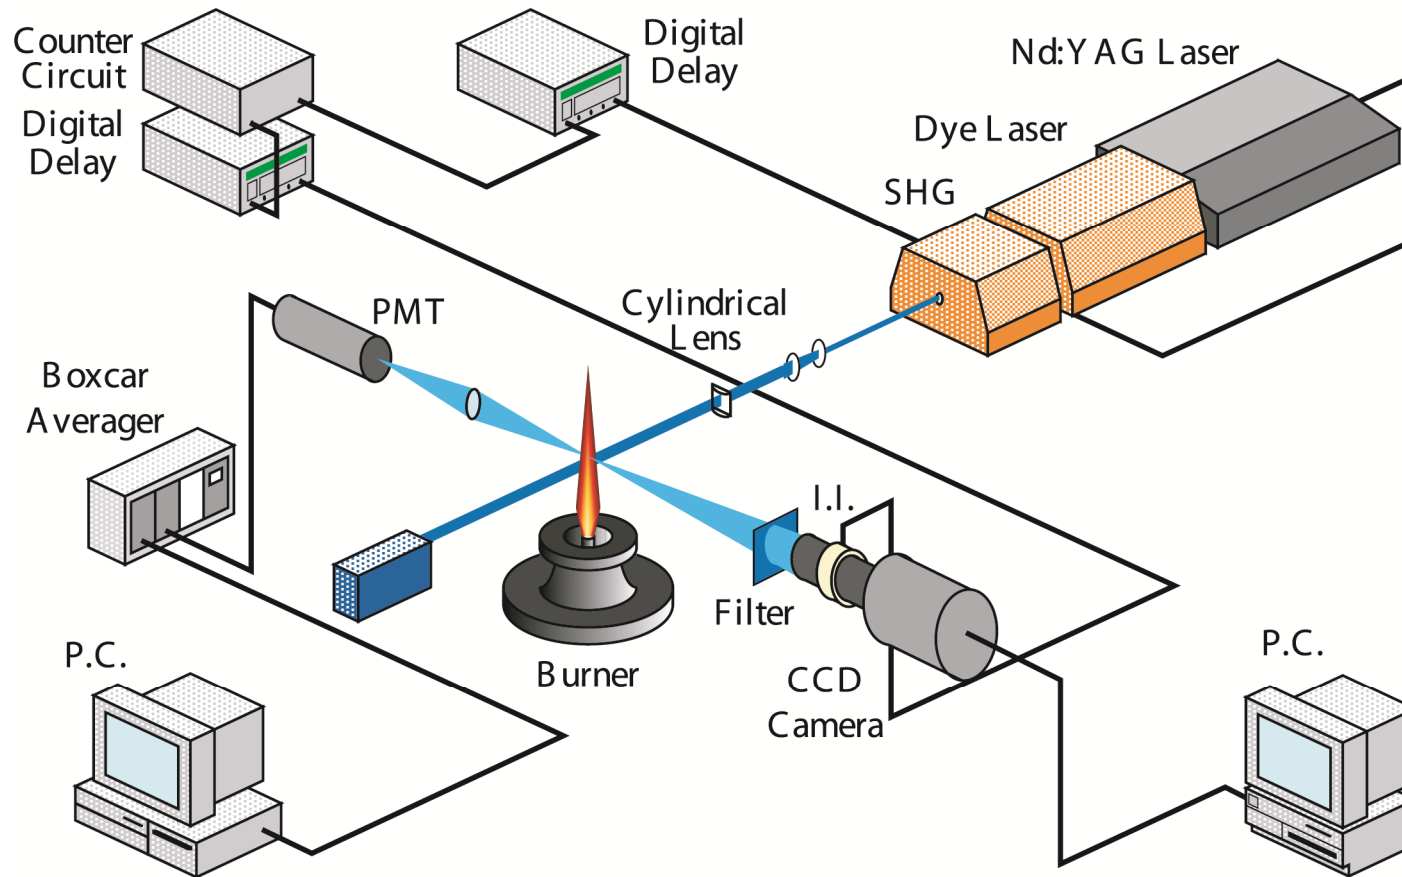 Counter
Circuit
Digital
Delay
Digital
Delay
Nd:YAG Laser
Dye Laser
SHG
PMT
Cylindrical
Lens
Boxcar
Averager
I.I.
Filter
Burner
CCD
Camera
P.C.
P.C.